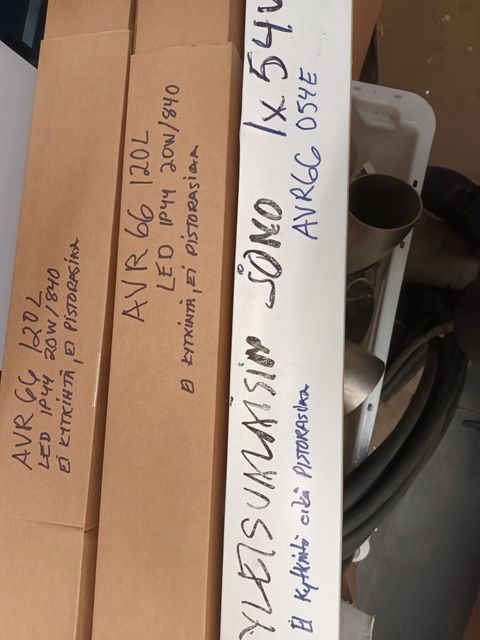 AVR 66 120L
LED IP44 20W/840
EI KYTKINTÄ, EI PISTORASIAA
AVR 66 120L
LED IP44 20W/840
EI KYTKINTÄ, EI PISTORASIAA
YLEISVALAISIN SONO 1x54W
AVR66 054E
EI Kytkintä eikä PISTORASIAA